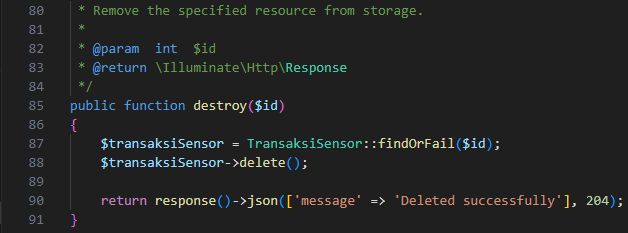 80 * Remove the specified resource from storage.
81 *
82 * @param  int  $id
83 * @return \Illuminate\Http\Response
84 */
85 public function destroy($id)
86 {
87     $transaksiSensor = TransaksiSensor::findOrFail($id);
88     $transaksiSensor->delete();
89
90     return response()->json(['message' => 'Deleted successfully'], 204);
91 }